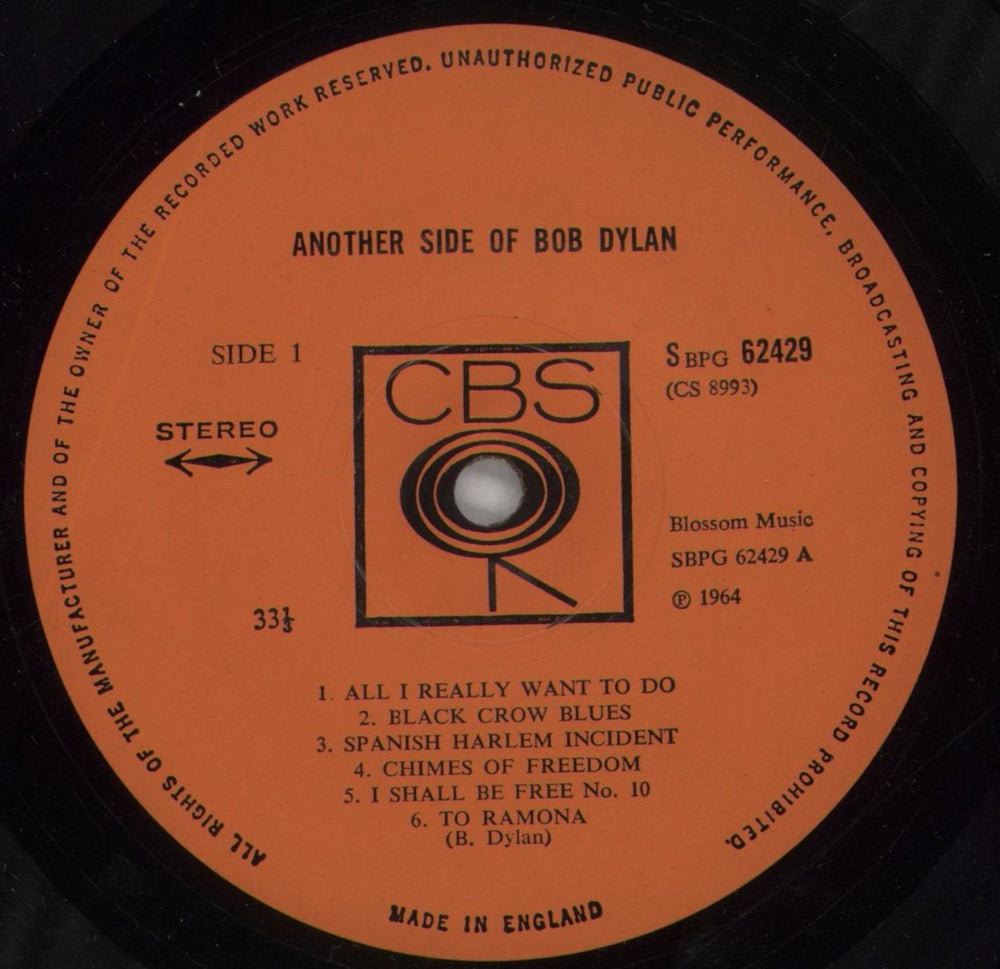 ALL RIGHTS OF THE MANUFACTURER AND OF THE OWNER OF THE RECORDED WORK RESERVED. UNAUTHORIZED PUBLIC PERFORMANCE, BROADCASTING AND COPYING OF THIS RECORD PROHIBITED.
ANOTHER SIDE OF BOB DYLAN
SIDE 1
STEREO
33⅓
CBS
SBPG 62429
(CS 8993)
Blossom Music
SBPG 62429 A
℗ 1964
1. ALL I REALLY WANT TO DO
2. BLACK CROW BLUES
3. SPANISH HARLEM INCIDENT
4. CHIMES OF FREEDOM
5. I SHALL BE FREE No. 10
6. TO RAMONA
(B. Dylan)
MADE IN ENGLAND